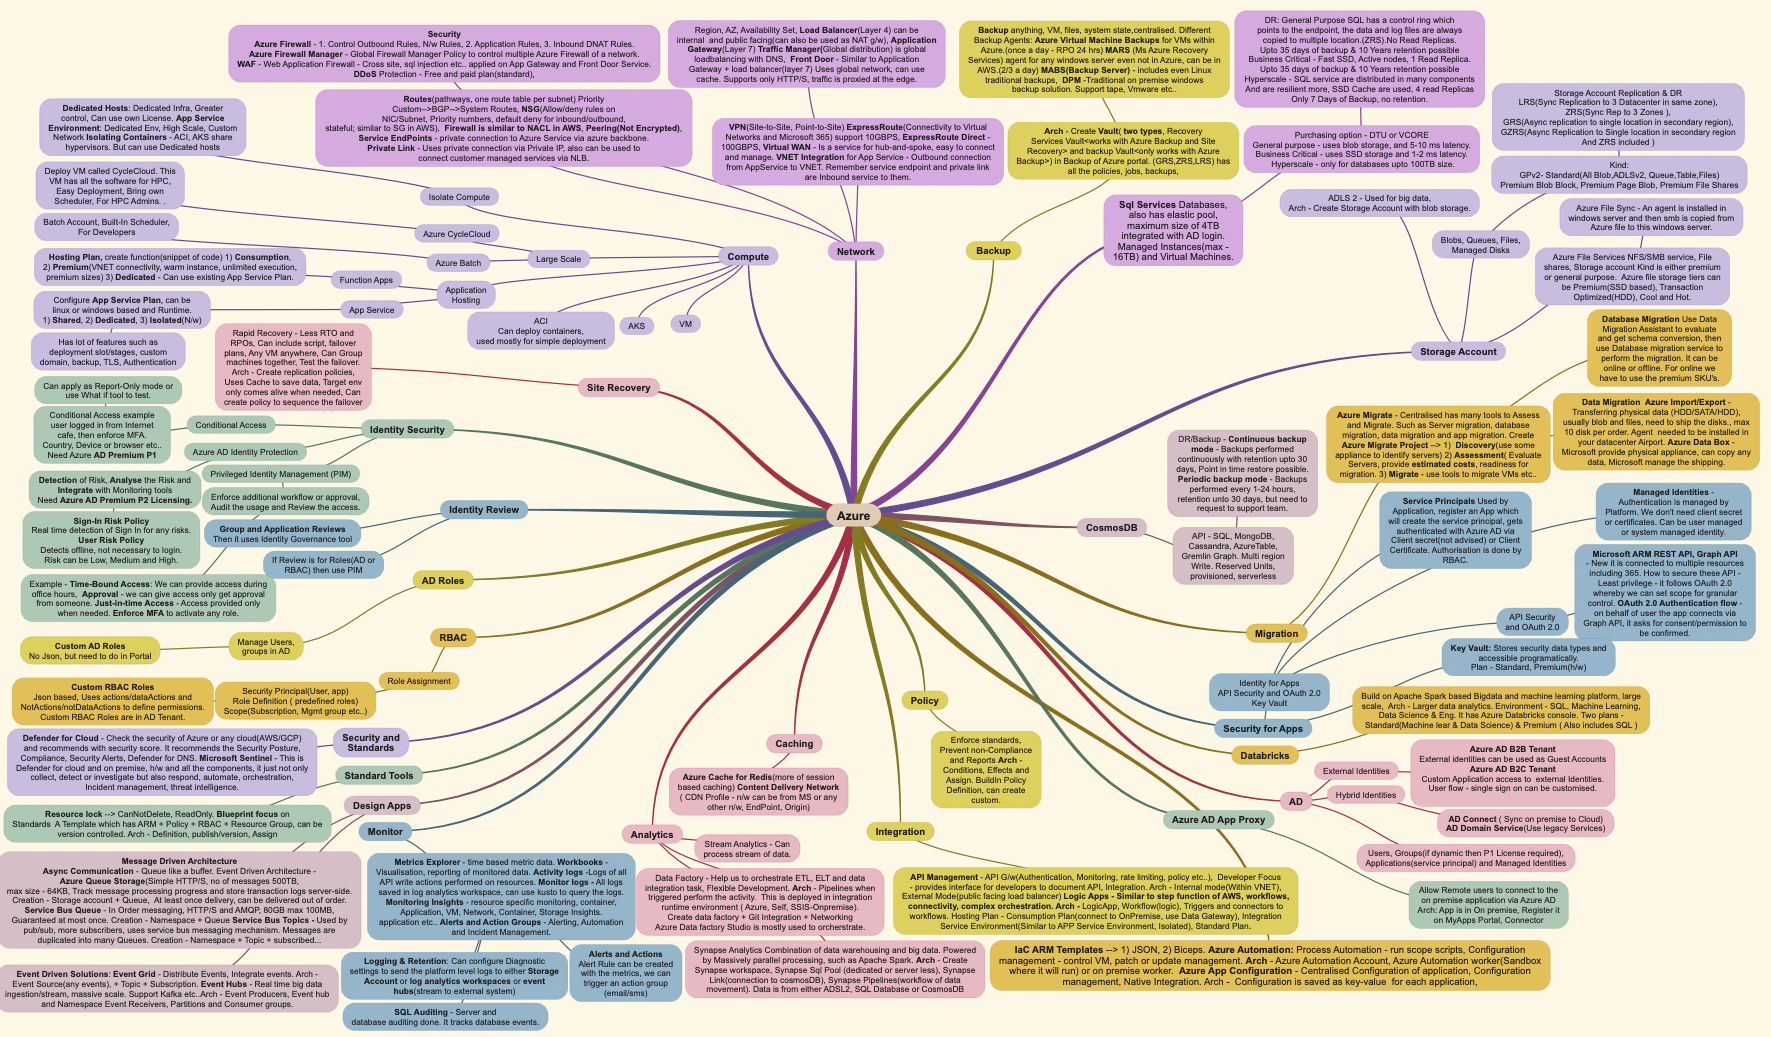 Security
Azure Firewall - 1. Control Outbound Rules, N/w Rules, 2. Application Rules, 3. Inbound DNAT Rules.
Azure Firewall Manager - Global Firewall Manager Policy to control multiple Azure Firewall of a network.
WAF - Web Application Firewall - Cross site, sql injection etc.. applied on App Gateway and Front Door Service.
DDoS Protection - Free and paid plan(standard),
Routes(pathways, one route table per subnet) Priority
Custom-->BGP-->System Routes, NSG(Allow/deny rules on
NIC/Subnet, Priority numbers, default deny for inbound/outbound,
stateful; similar to SG in AWS), Firewall is similar to NACL in AWS, Peering(Not Encrypted),
Service EndPoints - private connection to Azure Service via azure backbone.
Private Link - Uses private connection via Private IP, also can be used to
connect customer managed services via NLB.
Region, AZ, Availability Set, Load Balancer(Layer 4) can be
internal and public facing(can also be used as NAT g/w), Application
Gateway(Layer 7) Traffic Manager(Global distribution) is global
loadbalancing with DNS, Front Door - Similar to Application
Gateway + load balancer(layer 7) Uses global network, can use
cache. Supports only HTTP/S, traffic is proxied at the edge.
VPN(Site-to-Site, Point-to-Site) ExpressRoute(Connectivity to Virtual
Networks and Microsoft 365) support 10GBPS, ExpressRoute Direct -
100GBPS, Virtual WAN - Is a service for hub-and-spoke, easy to connect
and manage. VNET Integration for App Service - Outbound connection
from AppService to VNET. Remember service endpoint and private link
are Inbound service to them.
Network
Backup anything, VM, files, system state,centralised. Different
Backup Agents: Azure Virtual Machine Backups for VMs within
Azure.(once a day - RPO 24 hrs) MARS (Ms Azure Recovery
Services) agent for any windows server even not in Azure, can be in
AWS.(2/3 a day) MABS(Backup Server) - includes even Linux
traditional backups, DPM -Traditional on premise windows
backup solution. Support tape, Vmware etc..
Arch - Create Vault( two types, Recovery
Services Vault<works with Azure Backup and Site
Recovery> and backup Vault<only works with Azure
Backup>) in Backup of Azure portal. (GRS,ZRS,LRS) has
all the policies, jobs, backups,
Backup
DR: General Purpose SQL has a control ring which
points to the endpoint, the data and log files are always
copied to multiple location,(ZRS).No Read Replicas.
Upto 35 days of backup & 10 Years retention possible
Business Critical - Fast SSD, Active nodes, 1 Read Replica.
Upto 35 days of backup & 10 Years retention possible
Hyperscale - SQL service are distributed in many components
And are resilient more, SSD Cache are used, 4 read Replicas
Only 7 Days of Backup, no retention.
Purchasing option - DTU or VCORE
General purpose - uses blob storage, and 5-10 ms latency.
Business Critical - uses SSD storage and 1-2 ms latency.
Hyperscale - only for databases upto 100TB size.
Sql Services Databases,
also has elastic pool,
maximum size of 4TB
integrated with AD login.
Managed Instances(max -
16TB) and Virtual Machines.
Storage Account Replication & DR
LRS(Sync Replication to 3 Datacenter in same zone),
ZRS(Sync Rep to 3 Zones ),
GRS(Async replication to single location in secondary region),
GZRS(Async Replication to Single location in secondary region
And ZRS included )
Kind:
GPv2- Standard(All Blob,ADLSv2, Queue,Table,Files)
Premium Blob Block, Premium Page Blob, Premium File Shares
ADLS 2 - Used for big data,
Arch - Create Storage Account with blob storage.
Blobs, Queues, Files,
Managed Disks
Azure File Sync - An agent is installed in
windows server and then smb is copied from
Azure file to this windows server.
Azure File Services NFS/SMB service, File
shares, Storage account Kind is either premium
or general purpose. Azure file storage tiers can
be Premium(SSD based), Transaction
Optimized(HDD), Cool and Hot.
Storage Account
Dedicated Hosts: Dedicated Infra, Greater
control, Can use own License. App Service
Environment: Dedicated Env, High Scale, Custom
Network Isolating Containers - ACI, AKS share
hypervisors. But can use Dedicated hosts
Deploy VM called CycleCloud. This
VM has all the software for HPC,
Easy Deployment, Bring own
Scheduler, For HPC Admins. .
Batch Account, Built-In Scheduler,
For Developers
Hosting Plan, create function(snippet of code) 1) Consumption,
2) Premium(VNET connectivity, warm instance, unlimited execution,
premium sizes) 3) Dedicated - Can use existing App Service Plan.
Configure App Service Plan, can be
linux or windows based and Runtime.
1) Shared, 2) Dedicated, 3) Isolated(N/w)
Has lot of features such as
deployment slot/stages, custom
domain, backup, TLS, Authentication
Isolate Compute
Azure CycleCloud
Azure Batch
Large Scale
Function Apps
Application
Hosting
App Service
ACI
Can deploy containers,
used mostly for simple deployment
AKS
VM
Compute
Rapid Recovery - Less RTO and
RPOs, Can include script, failover
plans, Any VM anywhere, Can Group
machines together, Test the failover.
Arch - Create replication policies,
Uses Cache to save data, Target env
only comes alive when needed, Can
create policy to sequence the failover
Site Recovery
Can apply as Report-Only mode or
use What if tool to test.
Conditional Access example
user logged in from Internet
cafe, then enforce MFA.
Country, Device or browser etc..
Need Azure AD Premium P1
Conditional Access
Azure AD Identity Protection
Privileged Identity Management (PIM)
Identity Security
Detection of Risk, Analyse the Risk and
Integrate with Monitoring tools
Need Azure AD Premium P2 Licensing.
Enforce additional workflow or approval,
Audit the usage and Review the access.
Sign-In Risk Policy
Real time detection of Sign In for any risks.
User Risk Policy
Detects offline, not necessary to login.
Risk can be Low, Medium and High.
Example - Time-Bound Access: We can provide access during
office hours, Approval - we can give access only get approval
from someone. Just-in-time Access - Access provided only
when needed. Enforce MFA to activate any role.
Group and Application Reviews
Then it uses Identity Governance tool
If Review is for Roles(AD or
RBAC) then use PIM
Identity Review
AD Roles
Custom AD Roles
No Json, but need to do in Portal
Manage Users,
groups in AD
RBAC
Role Assignment
Custom RBAC Roles
Json based, Uses actions/dataActions and
NotActions/notDataActions to define permissions.
Custom RBAC Roles are in AD Tenant.
Security Principal(User, app)
Role Definition ( predefined roles)
Scope(Subscription, Mgmt group etc..)
Defender for Cloud - Check the security of Azure or any cloud(AWS/GCP)
and recommends with security score. It recommends the Security Posture,
Compliance, Security Alerts, Defender for DNS. Microsoft Sentinel - This is
Defender for cloud and on premise, h/w and all the components, it just not only
collect, detect or investigate but also respond, automate, orchestration,
Incident management, threat intelligence.
Security and
Standards
Standard Tools
Resource lock --> CanNotDelete, ReadOnly. Blueprint focus on
Standards A Template which has ARM + Policy + RBAC + Resource Group, can be
version controlled. Arch - Definition, publish/version, Assign
Design Apps
Message Driven Architecture
Async Communication - Queue like a buffer. Event Driven Architecture -
Azure Queue Storage(Simple HTTP/S, no of messages 500TB,
max size - 64KB, Track message processing progress and store transaction logs server-side.
Creation - Storage account + Queue, At least once delivery, can be delivered out of order.
Service Bus Queue - In Order messaging, HTTP/S and AMQP, 80GB max 100MB,
Guaranteed at most once. Creation - Namespace + Queue Service Bus Topics - Used by
pub/sub, more subscribers, uses service bus messaging mechanism. Messages are
duplicated into many Queues. Creation - Namespace + Topic + subscribed...
Event Driven Solutions: Event Grid - Distribute Events, Integrate events. Arch -
Event Source(any events), + Topic + Subscription. Event Hubs - Real time big data
ingestion/stream, massive scale. Support Kafka etc..Arch - Event Producers, Event hub
and Namespace Event Receivers, Partitions and Consumer groups.
Monitor
Metrics Explorer - time based metric data. Workbooks -
Visualisation, reporting of monitored data. Activity logs -Logs of all
API write actions performed on resources. Monitor logs - All logs
saved in log analytics workspace, can use kusto to query the logs.
Monitoring Insights - resource specific monitoring, container,
Application, VM, Network, Container, Storage Insights.
application etc.. Alerts and Action Groups - Alerting, Automation
and Incident Management.
Logging & Retention: Can configure Diagnostic
settings to send the platform level logs to either Storage
Account or log analytics workspaces or event
hubs(stream to external system)
Alerts and Actions
Alert Rule can be created
with the metrics, we can
trigger an action group
(email/sms)
SQL Auditing - Server and
database auditing done. It tracks database events.
Azure
Caching
Azure Cache for Redis(more of session
based caching) Content Delivery Network
( CDN Profile - n/w can be from MS or any
other n/w, EndPoint, Origin)
Analytics
Stream Analytics - Can
process stream of data.
Data Factory - Help us to orchestrate ETL, ELT and data
integration task, Flexible Development. Arch - Pipelines when
triggered perform the activity. This is deployed in integration
runtime environment ( Azure, Self, SSIS-Onpremise).
Create data factory + Git Integration + Networking
Azure Data factory Studio is mostly used to orchestrate.
Synapse Analytics Combination of data warehousing and big data. Powered
by Massively parallel processing, such as Apache Spark. Arch -
Create Synapse workspace, Synapse Sql Pool (dedicated or server less), Synapse
Link(connection to cosmosDB), Synapse Pipelines(workflow of data
movement). Data is from either ADSL2, SQL Database or CosmosDB
Policy
Enforce standards,
Prevent non-Compliance
and Reports Arch -
Conditions, Effects and
Assign. BuildIn Policy
Definition, can create
custom.
Integration
API Management - API G/w(Authentication, Monitoring, rate limiting, policy etc..), Developer Focus
- provides interface for developers to document API, Integration. Arch - Internal mode(Within VNET),
External Mode(public facing load balancer) Logic Apps - Similar to step function of AWS, workflows,
connectivity, complex orchestration. Arch - LogicApp, Workflow(logic), Triggers and connectors to
workflows. Hosting Plan - Consumption Plan(connect to OnPremise, use Data Gateway), Integration
Service Environment(Similar to APP Service Environment, Isolated), Standard Plan.
IaC ARM Templates --> 1) JSON, 2) Biceps. Azure Automation: Process Automation - run scope scripts, Configuration
management - control VM, patch or update management. Arch - Azure Automation Account, Azure Automation worker(Sandbox
where it will run) or on premise worker. Azure App Configuration - Centralised Configuration of application, Configuration
management, Native Integration. Arch - Configuration is saved as key-value for each application,
DR/Backup - Continuous backup
mode - Backups performed
continuously with retention upto 30
days, Point in time restore possible.
Periodic backup mode - Backups
performed every 1-24 hours,
retention unto 30 days, but need to
request to support team.
CosmosDB
API - SQL, MongoDB,
Cassandra, AzureTable,
Gremlin Graph. Multi region
Write. Reserved Units,
provisioned, serverless
Database Migration Use Data
Migration Assistant to evaluate
and get schema conversion, then
use Database migration service to
perform the migration. It can be
online or offline. For online we
have to use the premium SKU's.
Azure Migrate - Centralised has many tools to Assess
and Migrate. Such as Server migration, database
migration, data migration and app migration. Create
Azure Migrate Project --> 1) Discovery(use some
appliance to identify servers) 2) Assessment( Evaluate
Servers, provide estimated costs, readiness for
migration. 3) Migrate - use tools to migrate VMs etc..
Data Migration Azure Import/Export -
Transferring physical data (HDD/SATA/HDD),
usually blob and files, need to ship the disks., max
10 disk per order. Agent needed to be installed in
your datacenter Airport. Azure Data Box -
Microsoft provide physical appliance, can copy any
data, Microsoft manage the shipping.
Migration
Service Principals Used by
Application, register an App which
will create the service principal, gets
authenticated with Azure AD via
Client secret(not advised) or Client
Certificate. Authorisation is done by
RBAC.
Managed Identities -
Authentication is managed by
Platform. We don't need client secret
or certificates. Can be user managed
or system managed identity.
Microsoft ARM REST API, Graph API
- New it is connected to multiple resources
including 365. How to secure these API -
Least privilege - it follows OAuth 2.0
whereby we can set scope for granular
control. OAuth 2.0 Authentication flow -
on behalf of user the app connects via
Graph API, it asks for consent/permission to
be confirmed.
API Security
and OAuth 2.0
Key Vault: Stores security data types and
accessible programatically.
Plan - Standard, Premium(h/w)
Identity for Apps
API Security and OAuth 2.0
Key Vault
Security for Apps
Build on Apache Spark based Bigdata and machine learning platform, large
scale, Arch - Larger data analytics. Environment - SQL, Machine Learning,
Data Science & Eng. It has Azure Databricks console. Two plans -
Standard(Machine lear & Data Science) & Premium ( Also includes SQL )
Databricks
External Identities
Azure AD B2B Tenant
External identities can be used as Guest Accounts
Azure AD B2C Tenant
Custom Application access to external Identities.
User flow - single sign on can be customised.
AD
Hybrid Identities
AD Connect ( Sync on premise to Cloud)
AD Domain Service(Use legacy Services)
Users, Groups(if dynamic then P1 License required),
Applications(service principal) and Managed Identities
Azure AD App Proxy
Allow Remote users to connect to the
on premise application via Azure AD
Arch: App is in On premise, Register it
on MyApps Portal, Connector